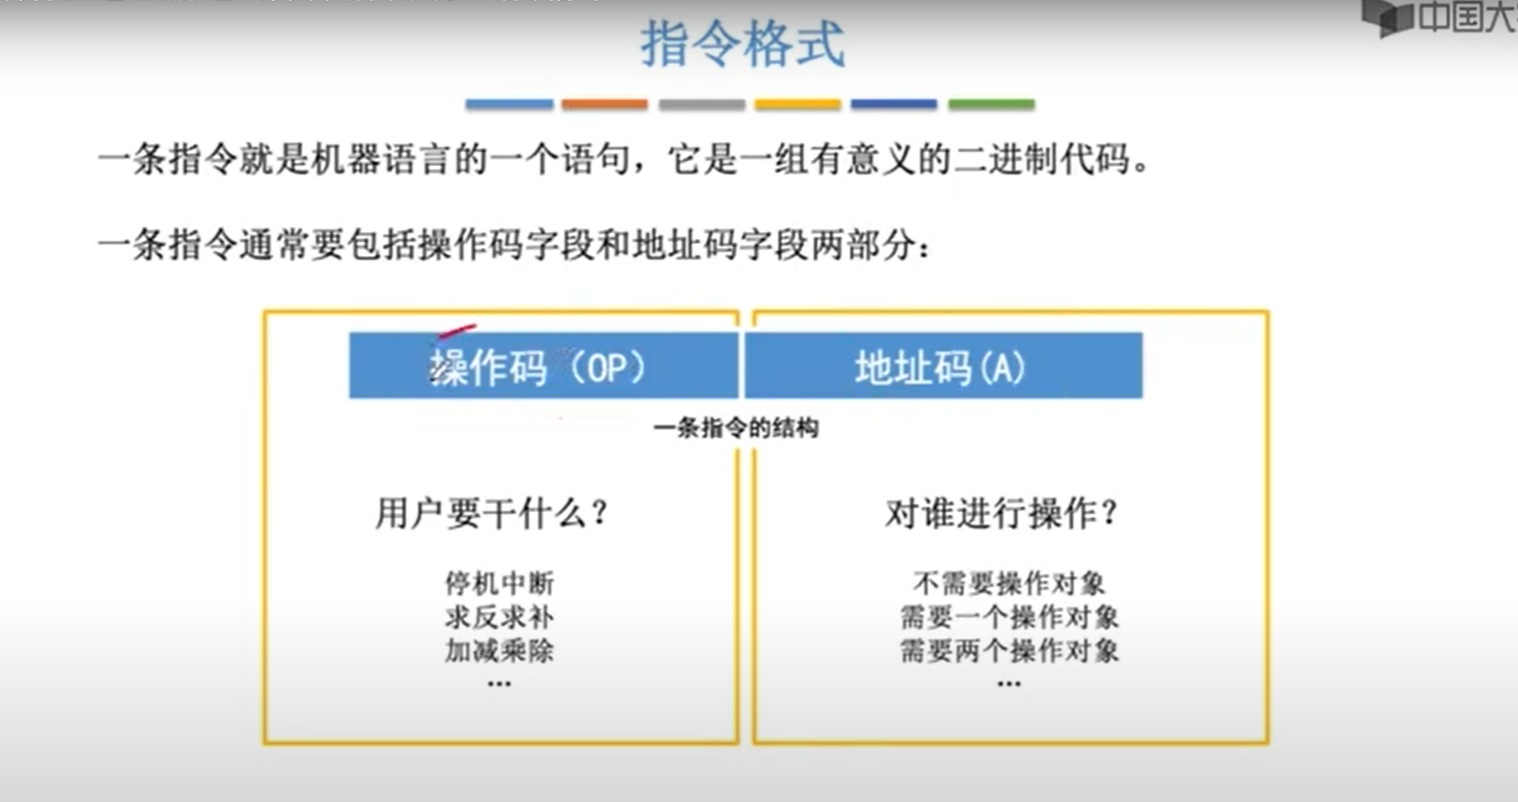 中国大
指令格式
一条指令就是机器语言的一个语句，它是一组有意义的二进制代码。
一条指令通常要包括操作码字段和地址码字段两部分：
操作码（OP） 地址码(A)
一条指令的结构
用户要干什么？ 对谁进行操作？
停机中断 不需要操作对象
求反求补 需要一个操作对象
加减乘除 需要两个操作对象
… …